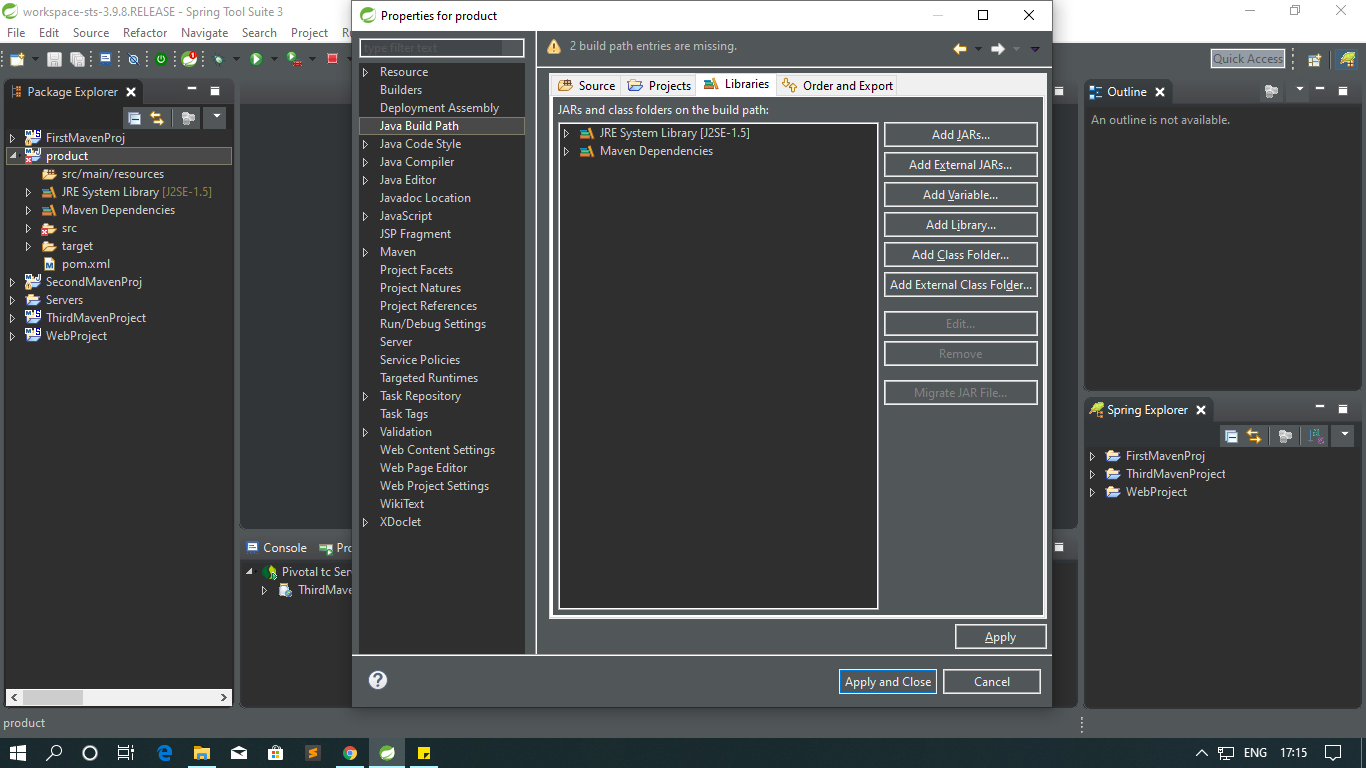 workspace-sts-3.9.8.RELEASE - Spring Tool Suite 3
File Edit Source Refactor Navigate Search Project
Quick Access
Package Explorer
FirstMavenProj
product
src/main/resources
JRE System Library [J2SE-1.5]
Maven Dependencies
src
target
pom.xml
SecondMavenProj
Servers
ThirdMavenProject
WebProject
Properties for product
type filter text
Resource
Builders
Deployment Assembly
Java Build Path
Java Code Style
Java Compiler
Java Editor
Javadoc Location
JavaScript
JSP Fragment
Maven
Project Facets
Project Natures
Project References
Run/Debug Settings
Server
Service Policies
Targeted Runtimes
Task Repository
Task Tags
Validation
Web Content Settings
Web Page Editor
Web Project Settings
WikiText
XDoclet
2 build path entries are missing.
Source Projects Libraries Order and Export
JARs and class folders on the build path:
JRE System Library [J2SE-1.5]
Maven Dependencies
Add JARs...
Add External JARs...
Add Variable...
Add Library...
Add Class Folder...
Add External Class Folder...
Edit...
Remove
Migrate JAR File...
Apply
Apply and Close Cancel
Console Pro
Pivotal tc Ser
ThirdMave
Outline
An outline is not available.
Spring Explorer
FirstMavenProj
ThirdMavenProject
WebProject
product
ENG 17:15